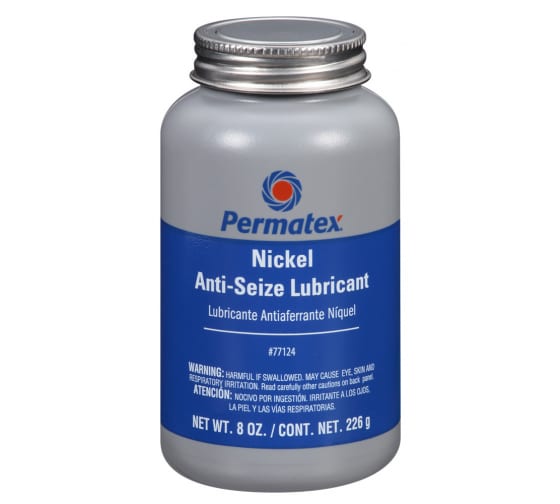 Permatex
Nickel
Anti-Seize Lubricant
Lubricante Antiaferrante Níquel
#77124
WARNING: HARMFUL IF SWALLOWED. MAY CAUSE EYE, SKIN AND
RESPIRATORY IRRITATION. Read carefully other cautions on back panel.
ATENCIÓN: NOCIVO POR INGESTIÓN. IRRITANTE A LOS OJOS,
LA PIEL Y LAS VÍAS RESPIRATORIAS.
NET WT. 8 OZ. / CONT. NET. 226 g